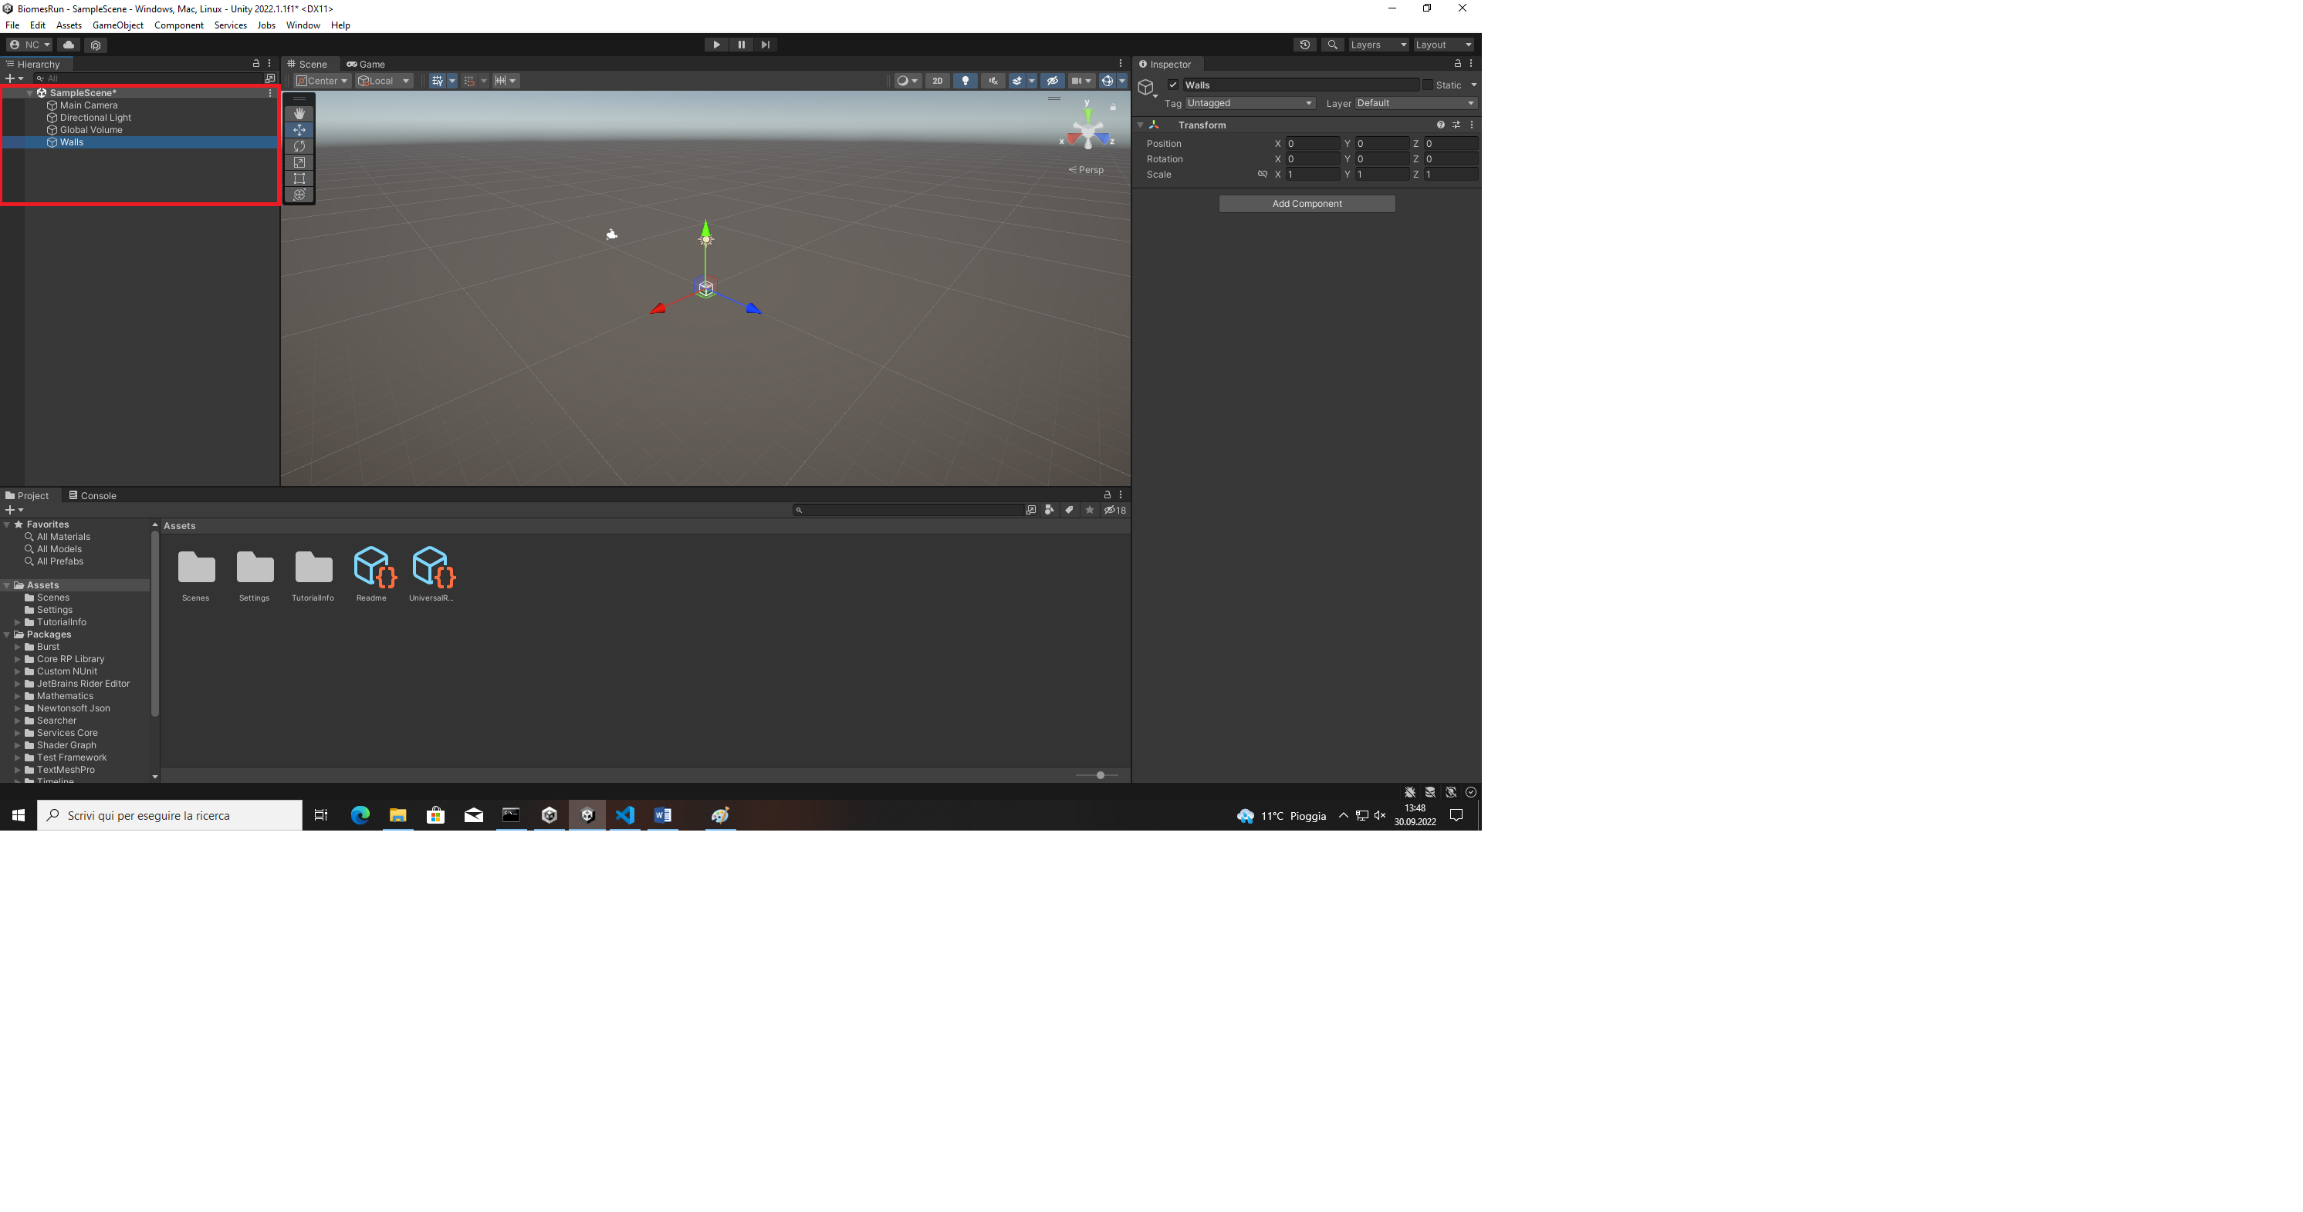 BiomesRun - SampleScene - Windows, Mac, Linux - Unity 2022.1.1f1* <DX11>
File Edit Assets GameObject Component Services Jobs Window Help
NC
Layers Layout
Hierarchy
All
SampleScene*
Main Camera
Directional Light
Global Volume
Walls
Scene Game
Center Local 2D
y
x z
Persp
Inspector
Walls Static
Tag Untagged Layer Default
Transform
Position X 0 Y 0 Z 0
Rotation X 0 Y 0 Z 0
Scale X 1 Y 1 Z 1
Add Component
Project Console
18
Favorites
All Materials
All Models
All Prefabs
Assets
Scenes
Settings
TutorialInfo
Packages
Burst
Core RP Library
Custom NUnit
JetBrains Rider Editor
Mathematics
Newtonsoft Json
Searcher
Services Core
Shader Graph
Test Framework
TextMeshPro
Timeline
Assets
Scenes Settings TutorialInfo Readme UniversalR...
Scrivi qui per eseguire la ricerca
11°C Pioggia
13:48
30.09.2022